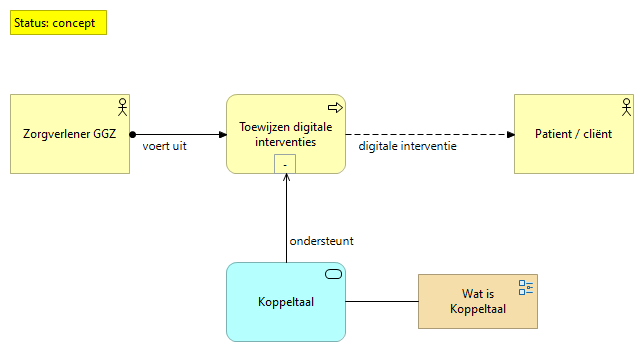 Status: concept
Zorgverlener GGZ
voert uit
Toewijzen digitale
interventies
-
digitale interventie
Patient / cliënt
ondersteunt
Koppeltaal
Wat is
Koppeltaal